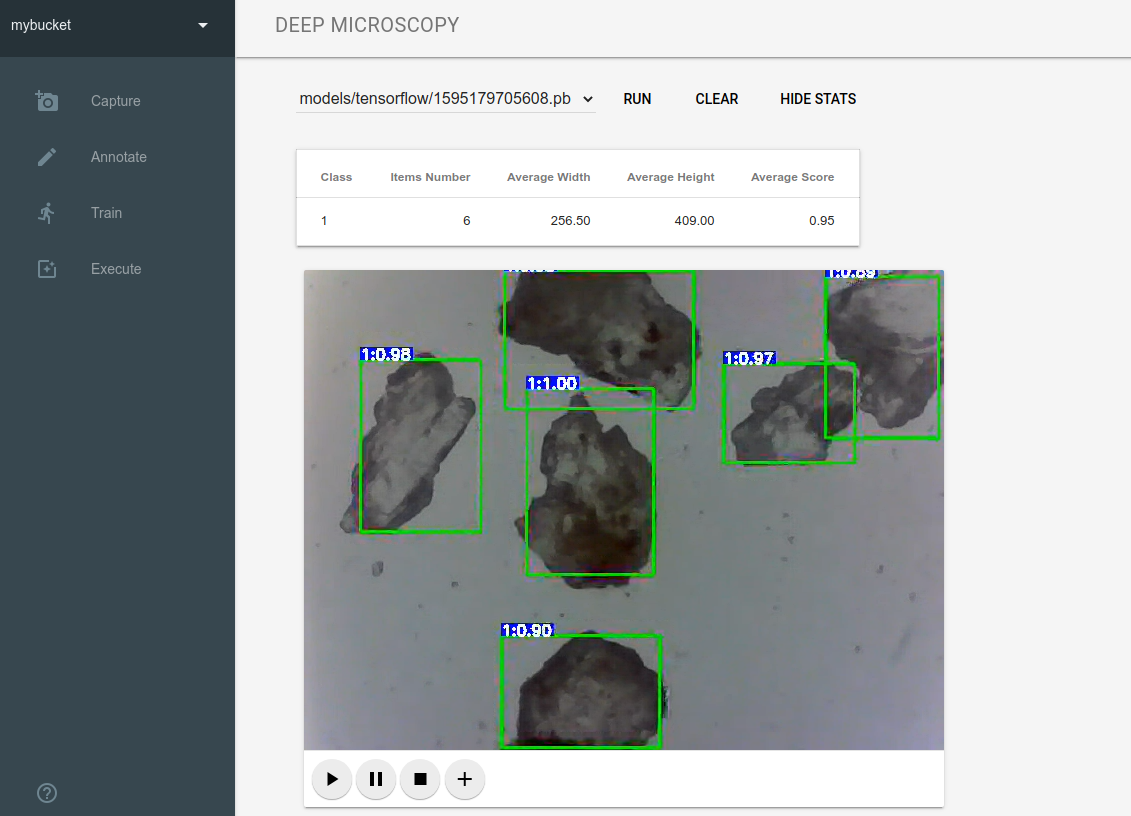 mybucket
DEEP MICROSCOPY
Capture
Annotate
Train
Execute
models/tensorflow/1595179705608.pb
RUN
CLEAR
HIDE STATS
Class Items Number Average Width Average Height Average Score
1 6 256.50 409.00 0.95
1:0.89
1:0.98
1:0.97
1:1.00
1:0.90